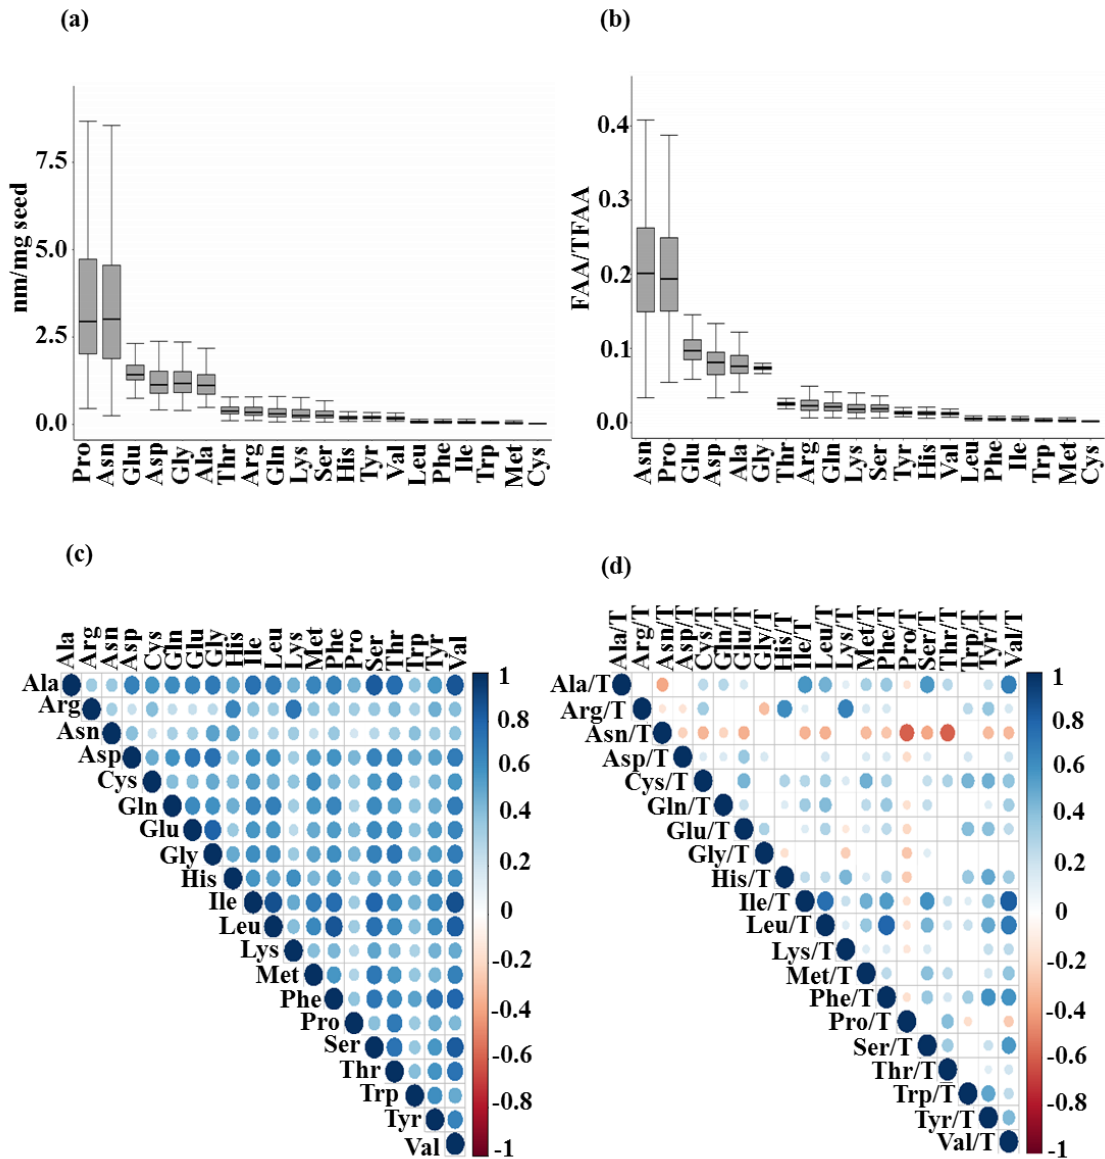 (a)
nm/mg seed
7.5
5.0
2.5
0.0
Pro Asn Glu Asp Gly Ala Thr Arg Gln Lys Ser His Tyr Val Leu Phe Ile Trp Met Cys
(b)
FAA/TFAA
0.4
0.3
0.2
0.1
0.0
Asn Pro Glu Asp Ala Gly Thr Arg Gln Lys Ser Tyr His Val Leu Phe Ile Trp Met Cys
(c)
Ala Arg Asn Asp Cys Gln Glu Gly His Ile Leu Lys Met Phe Pro Ser Thr Trp Tyr Val
Ala
Arg
Asn
Asp
Cys
Gln
Glu
Gly
His
Ile
Leu
Lys
Met
Phe
Pro
Ser
Thr
Trp
Tyr
Val
1
0.8
0.6
0.4
0.2
0
-0.2
-0.4
-0.6
-0.8
-1
(d)
Ala/T Arg/T Asn/T Asp/T Cys/T Gln/T Glu/T Gly/T His/T Ile/T Leu/T Lys/T Met/T Phe/T Pro/T Ser/T Thr/T Trp/T Tyr/T Val/T
Ala/T
Arg/T
Asn/T
Asp/T
Cys/T
Gln/T
Glu/T
Gly/T
His/T
Ile/T
Leu/T
Lys/T
Met/T
Phe/T
Pro/T
Ser/T
Thr/T
Trp/T
Tyr/T
Val/T
1
0.8
0.6
0.4
0.2
0
-0.2
-0.4
-0.6
-0.8
-1